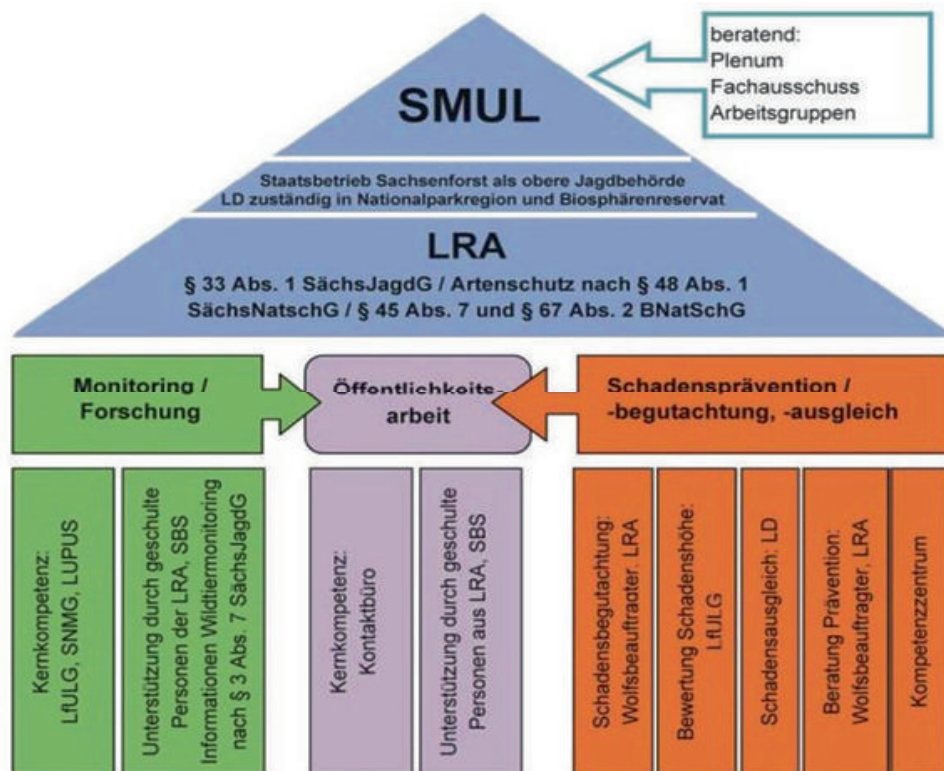 beratend:
Plenum
Fachausschuss
Arbeitsgruppen
SMUL
Staatsbetrieb Sachsenforst als obere Jagdbehörde
LD zuständig in Nationalparkregion und Biosphärenreservat
LRA
§ 33 Abs. 1 SächsJagdG / Artenschutz nach § 48 Abs. 1
SächsNatschG / § 45 Abs. 7 und § 67 Abs. 2 BNatSchG
Monitoring /
Forschung
Öffentlichkeits-
arbeit
Schadensprävention /
-begutachtung, -ausgleich
Kernkompetenz:
LfULG, SNMG, LUPUS
Unterstützung durch geschulte
Personen der LRA, SBS
Informationen Wildtiermonitoring
nach § 3 Abs. 7 SächsJagdG
Kernkompetenz:
Kontaktbüro
Unterstützung durch geschulte
Personen aus LRA, SBS
Schadensbegutachtung:
Wolfsbeauftragter, LRA
Bewertung Schadenshöhe:
LfULG
Schadensausgleich: LD
Beratung Prävention:
Wolfsbeauftragter, LRA
Kompetenzzentrum